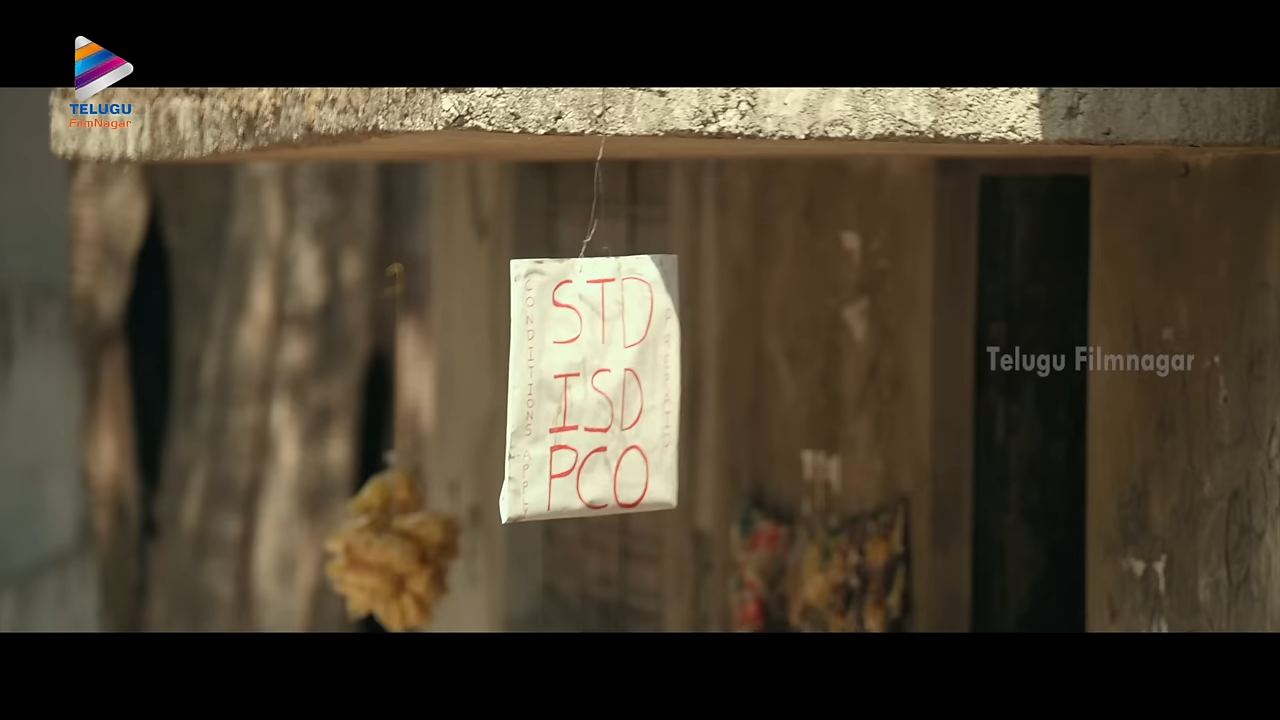 TELUGU
FilmNagar
CONDITIONS APPLY
STD
ISD
PCO
Telugu Filmnagar